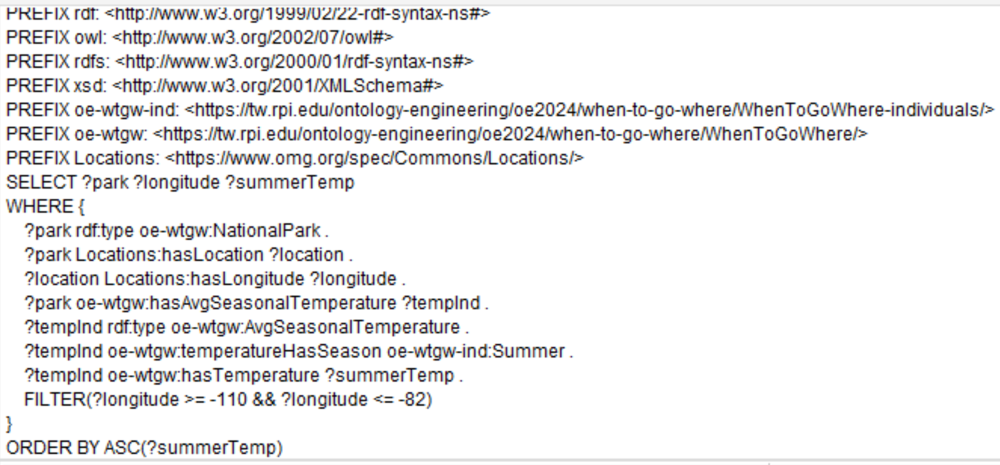 PREFIX rdf: <http://www.w3.org/1999/02/22-rdf-syntax-ns#>
PREFIX owl: <http://www.w3.org/2002/07/owl#>
PREFIX rdfs: <http://www.w3.org/2000/01/rdf-syntax-ns#>
PREFIX xsd: <http://www.w3.org/2001/XMLSchema#>
PREFIX oe-wtgw-ind: <https://tw.rpi.edu/ontology-engineering/oe2024/when-to-go-where/WhenToGoWhere-individuals/>
PREFIX oe-wtgw: <https://tw.rpi.edu/ontology-engineering/oe2024/when-to-go-where/WhenToGoWhere/>
PREFIX Locations: <https://www.omg.org/spec/Commons/Locations/>
SELECT ?park ?longitude ?summerTemp
WHERE {
    ?park rdf:type oe-wtgw:NationalPark .
    ?park Locations:hasLocation ?location .
    ?location Locations:hasLongitude ?longitude .
    ?park oe-wtgw:hasAvgSeasonalTemperature ?tempInd .
    ?tempInd rdf:type oe-wtgw:AvgSeasonalTemperature .
    ?tempInd oe-wtgw:temperatureHasSeason oe-wtgw-ind:Summer .
    ?tempInd oe-wtgw:hasTemperature ?summerTemp .
    FILTER(?longitude >= -110 && ?longitude <= -82)
}
ORDER BY ASC(?summerTemp)